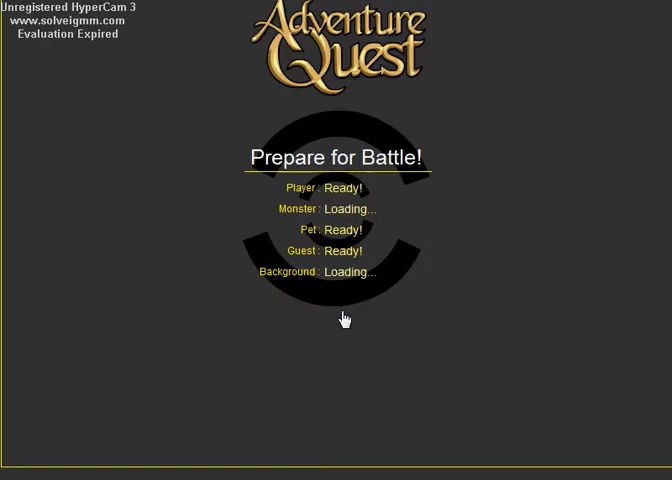 Unregistered HyperCam 3
www.solveigmm.com
Evaluation Expired
Adventure
Quest
Prepare for Battle!
Player : Ready!
Monster : Loading...
Pet : Ready!
Guest : Ready!
Background : Loading...